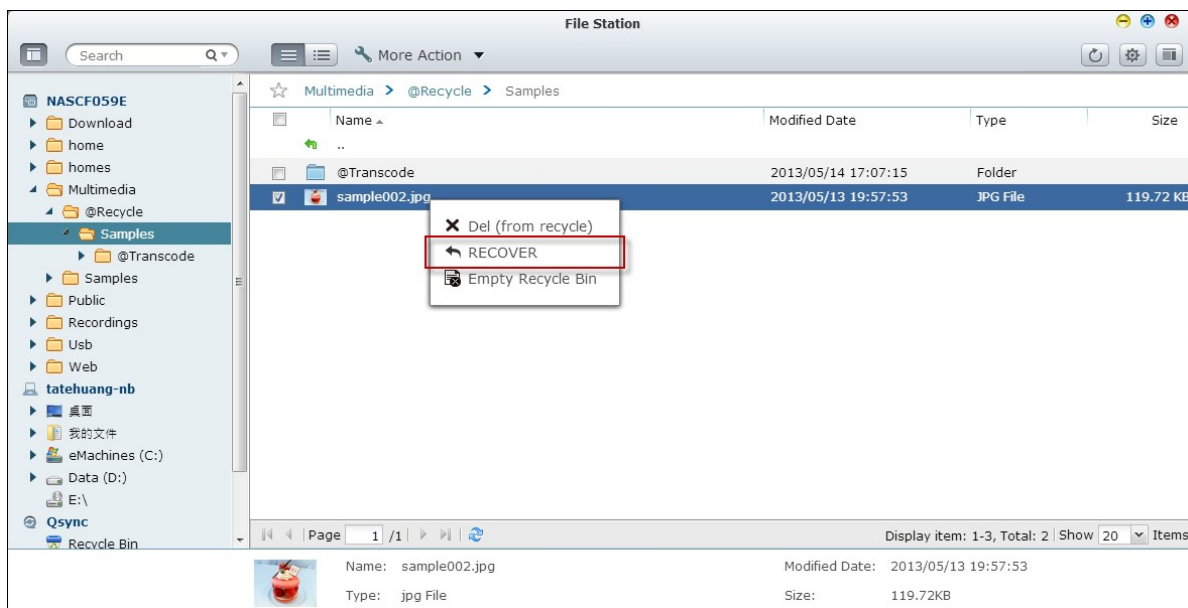 File Station
Search
More Action
NASCF059E
Download
home
homes
Multimedia
@Recycle
Samples
@Transcode
Samples
Public
Recordings
Usb
Web
tatehuang-nb
桌面
我的文件
eMachines (C:)
Data (D:)
E:\
Qsync
Recycle Bin
Multimedia > @Recycle > Samples
Name Modified Date Type Size
..
@Transcode 2013/05/14 17:07:15 Folder
sample002.jpg 2013/05/13 19:57:53 JPG File 119.72 KB
Del (from recycle)
RECOVER
Empty Recycle Bin
Page 1 /1 Display item: 1-3, Total: 2 Show 20 Items
Name: sample002.jpg Modified Date: 2013/05/13 19:57:53
Type: jpg File Size: 119.72KB